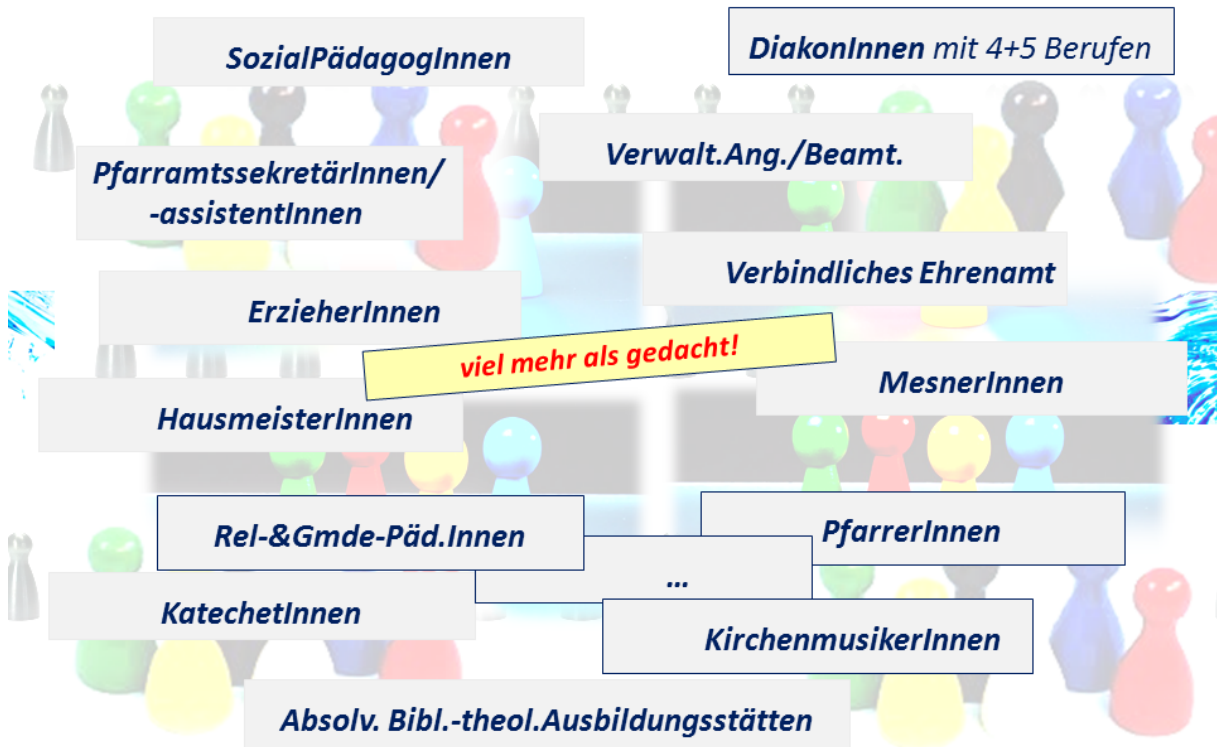 SozialPädagogInnen
DiakonInnen mit 4+5 Berufen
Verwalt.Ang./Beamt.
PfarramtssekretärInnen/
-assistentInnen
Verbindliches Ehrenamt
ErzieherInnen
viel mehr als gedacht!
MesnerInnen
HausmeisterInnen
Rel-&Gmde-Päd.Innen
PfarrerInnen
...
KatechetInnen
KirchenmusikerInnen
Absolv. Bibl.-theol.Ausbildungsstätten